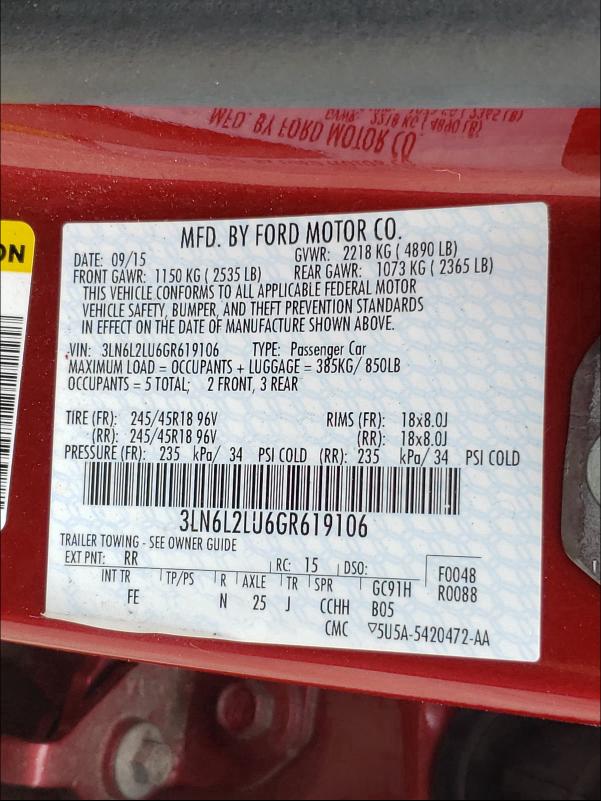 MFD. BY FORD MOTOR CO.
ON
MFD. BY FORD MOTOR CO.
DATE: 09/15 GVWR: 2218 KG ( 4890 LB)
FRONT GAWR: 1150 KG ( 2535 LB) REAR GAWR: 1073 KG ( 2365 LB)
THIS VEHICLE CONFORMS TO ALL APPLICABLE FEDERAL MOTOR
VEHICLE SAFETY, BUMPER, AND THEFT PREVENTION STANDARDS
IN EFFECT ON THE DATE OF MANUFACTURE SHOWN ABOVE.
VIN: 3LN6L2LU6GR619106 TYPE: Passenger Car
MAXIMUM LOAD = OCCUPANTS + LUGGAGE = 385KG/ 850LB
OCCUPANTS = 5 TOTAL; 2 FRONT, 3 REAR
TIRE (FR): 245/45R18 96V RIMS (FR): 18x8.0J
(RR): 245/45R18 96V (RR): 18x8.0J
PRESSURE (FR): 235 kPa/ 34 PSI COLD (RR): 235 kPa/ 34 PSI COLD
3LN6L2LU6GR619106
TRAILER TOWING - SEE OWNER GUIDE
EXT PNT: RR RC: 15 DSO: F0048
INT TR TP/PS R AXLE TR SPR GC91H R0088
FE N 25 J CCHH B05
CMC ▽5U5A-5420472-AA